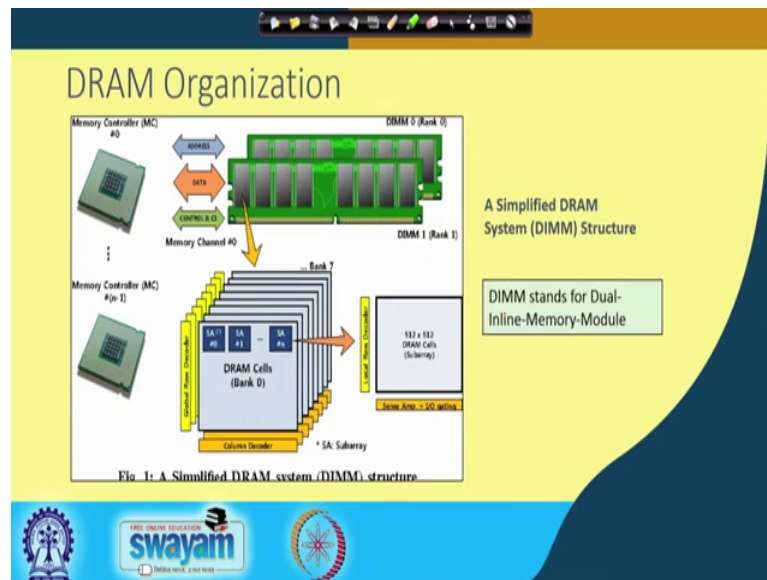 DRAM Organization
Memory Controller (MC)
#0
ADDRESS
DATA
CONTROL & CS
Memory Channel #0
DIMM 0 (Rank 0)
DIMM 1 (Rank 1)
Memory Controller (MC)
#(n-1)
... Bank 7
Global Row Decoder
SA
#0
SA
#1
...
SA
#n
DRAM Cells
(Bank 0)
Column Decoder
* SA: Subarray
Local Row Decoder
512 x 512
DRAM Cells
(Subarray)
Sense Amp. + I/O gating
Fig. 1: A Simplified DRAM system (DIMM) structure
A Simplified DRAM
System (DIMM) Structure
DIMM stands for Dual-
Inline-Memory-Module
FREE ONLINE EDUCATION
swayam